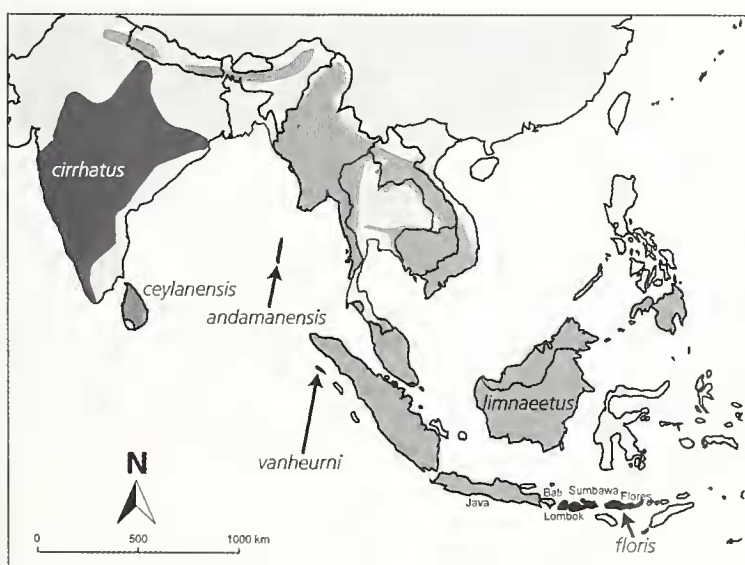 cirrhatus
ceylanensis
andamanensis
limnaeetus
vanheurni
N
Bali Sumbawa Flores
Java
Lombok
floris
0 500 1000 km